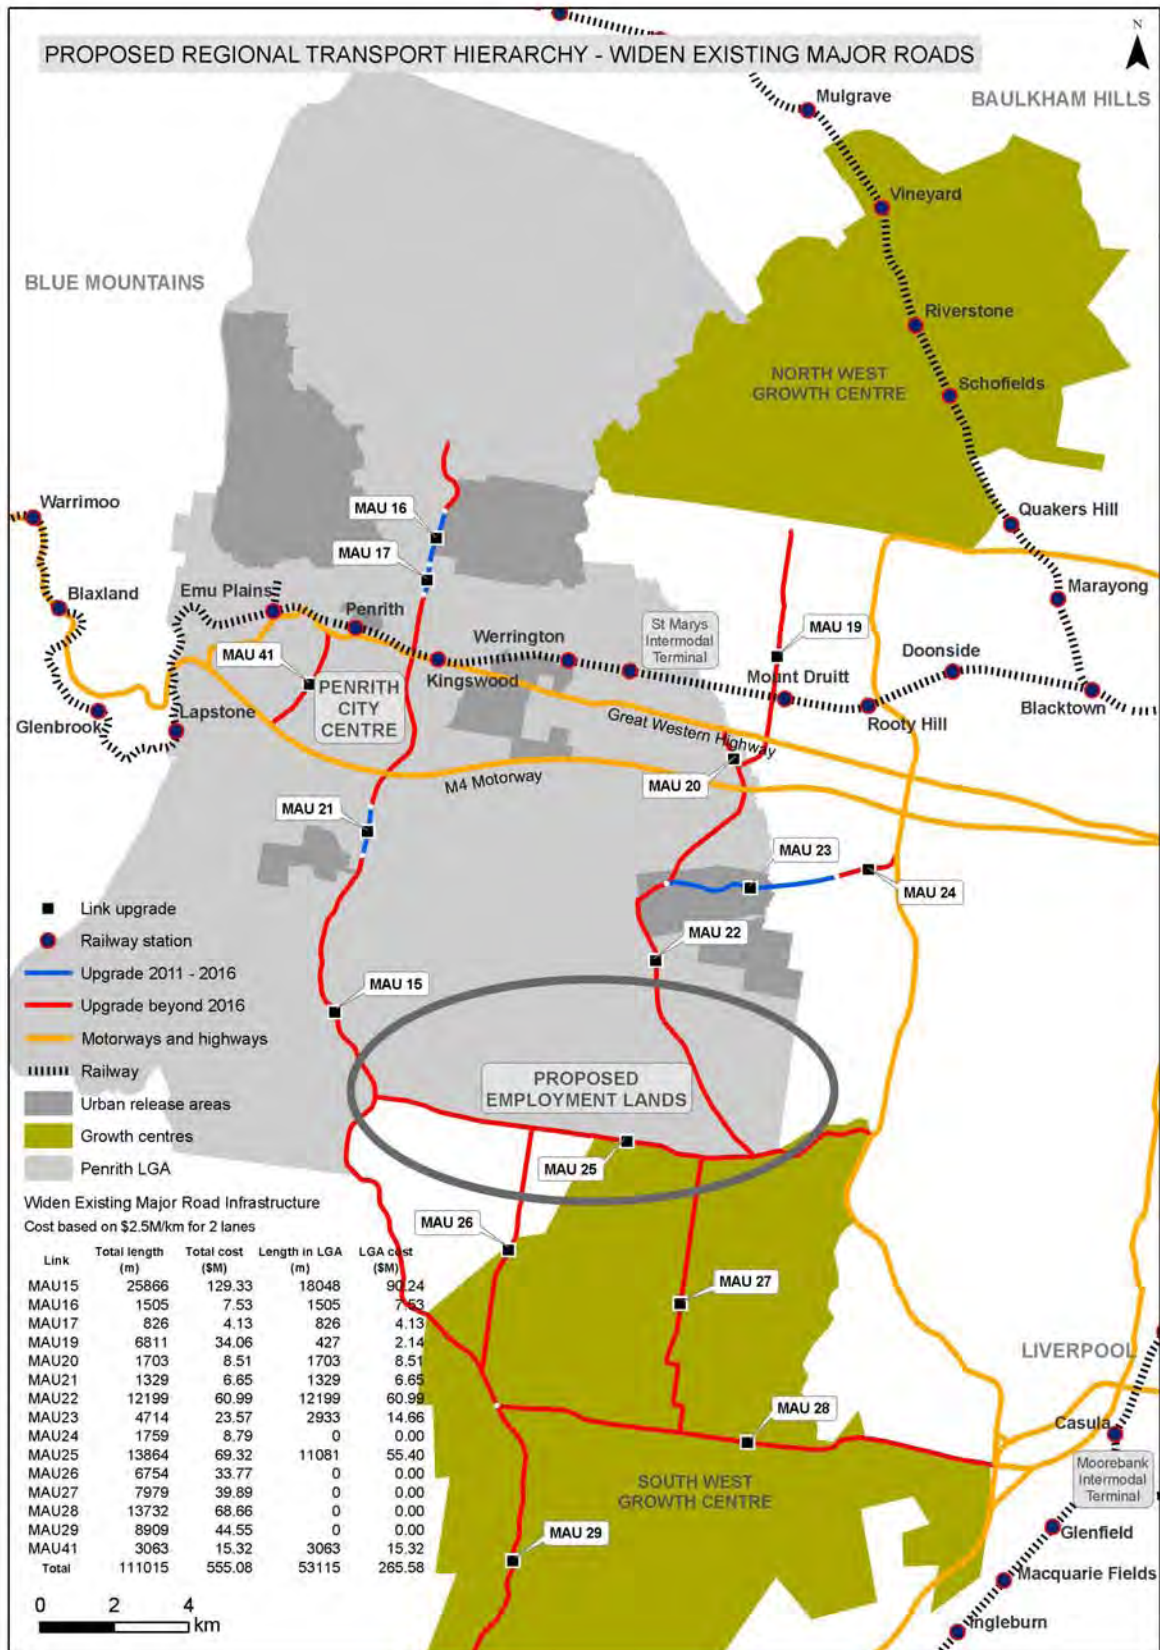 N
PROPOSED REGIONAL TRANSPORT HIERARCHY - WIDEN EXISTING MAJOR ROADS
Mulgrave
BAULKHAM HILLS
Vineyard
BLUE MOUNTAINS
Riverstone
NORTH WEST
GROWTH CENTRE
Schofields
Warrimoo
MAU 16
Quakers Hill
MAU 17
Blaxland
Emu Plains
Penrith
Marayong
St Marys
Intermodal
Terminal
MAU 19
Werrington
Doonside
MAU 41
Kingswood
Mount Druitt
PENRITH
CITY
CENTRE
Glenbrook
Lapstone
Rooty Hill
Blacktown
Great Western Highway
M4 Motorway
MAU 20
MAU 21
MAU 23
MAU 24
Link upgrade
Railway station
MAU 22
Upgrade 2011 - 2016
MAU 15
Upgrade beyond 2016
Motorways and highways
Railway
PROPOSED
EMPLOYMENT LANDS
Urban release areas
Growth centres
Penrith LGA
MAU 25
Widen Existing Major Road Infrastructure
Cost based on $2.5M/km for 2 lanes
MAU 26
MAU 27
Link Total length (m) Total cost ($M) Length in LGA (m) LGA cost ($M)
MAU15 25866 129.33 18048 90.24
MAU16 1505 7.53 1505 7.53
MAU17 826 4.13 826 4.13
MAU19 6811 34.06 427 2.14
MAU20 1703 8.51 1703 8.51
MAU21 1329 6.65 1329 6.65
MAU22 12199 60.99 12199 60.99
MAU23 4714 23.57 2933 14.66
MAU24 1759 8.79 0 0.00
MAU25 13864 69.32 11081 55.40
MAU26 6754 33.77 0 0.00
MAU27 7979 39.89 0 0.00
MAU28 13732 68.66 0 0.00
MAU29 8909 44.55 0 0.00
MAU41 3063 15.32 3063 15.32
Total 111015 555.08 53115 265.58
LIVERPOOL
MAU 28
Casula
Moorebank
Intermodal
Terminal
SOUTH WEST
GROWTH CENTRE
MAU 29
Glenfield
Macquarie Fields
Ingleburn
0 2 4
km